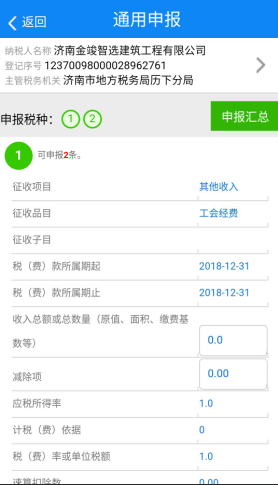 返回
通用申报
纳税人名称 济南金竣智选建筑工程有限公司
登记序号 12370098000028962761
主管税务机关 济南市地方税务局历下分局
申报税种： 1 2
申报汇总
1 可申报2条。
征收项目 其他收入
征收品目 工会经费
征收子目
税（费）款所属期起 2018-12-31
税（费）款所属期止 2018-12-31
收入总额或总数量（原值、面积、缴费基
数等） 0.0
减除项 0.00
应税所得率 1.0
计税（费）依据 0
税（费）率或单位税额 1.0
速算扣除数 0.00